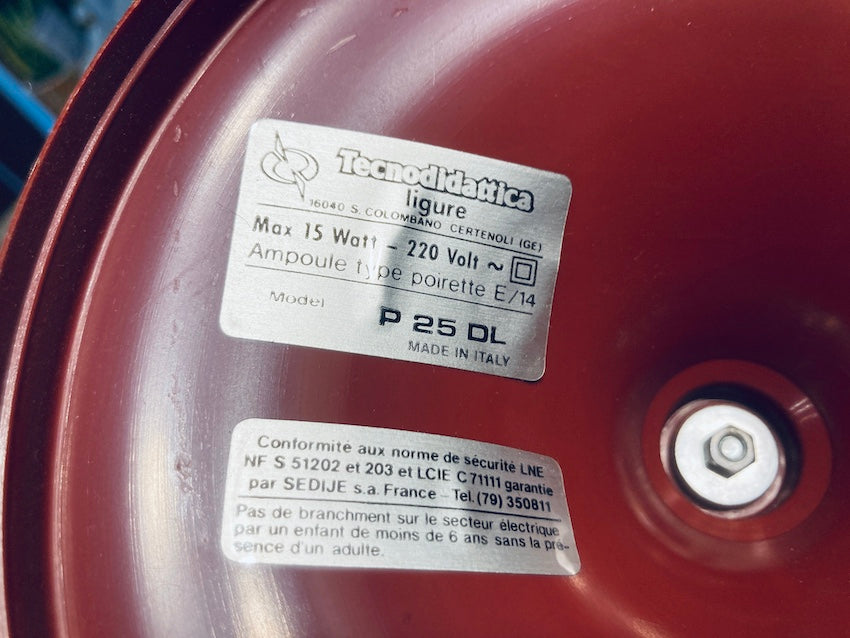 Tecnodidattica
ligure
16040 S. COLOMBANO CERTENOLI (GE)
Max 15 Watt - 220 Volt ~
Ampoule type poirette E/14
Model P 25 DL
MADE IN ITALY
Conformité aux norme de sécurité LNE
NF S 51202 et 203 et LCIE C 71111 garantie
par SEDIJE s.a. France - Tel. (79) 350811
Pas de branchment sur le secteur électrique
par un enfant de moins de 6 ans sans la pré-
sence d'un adulte.